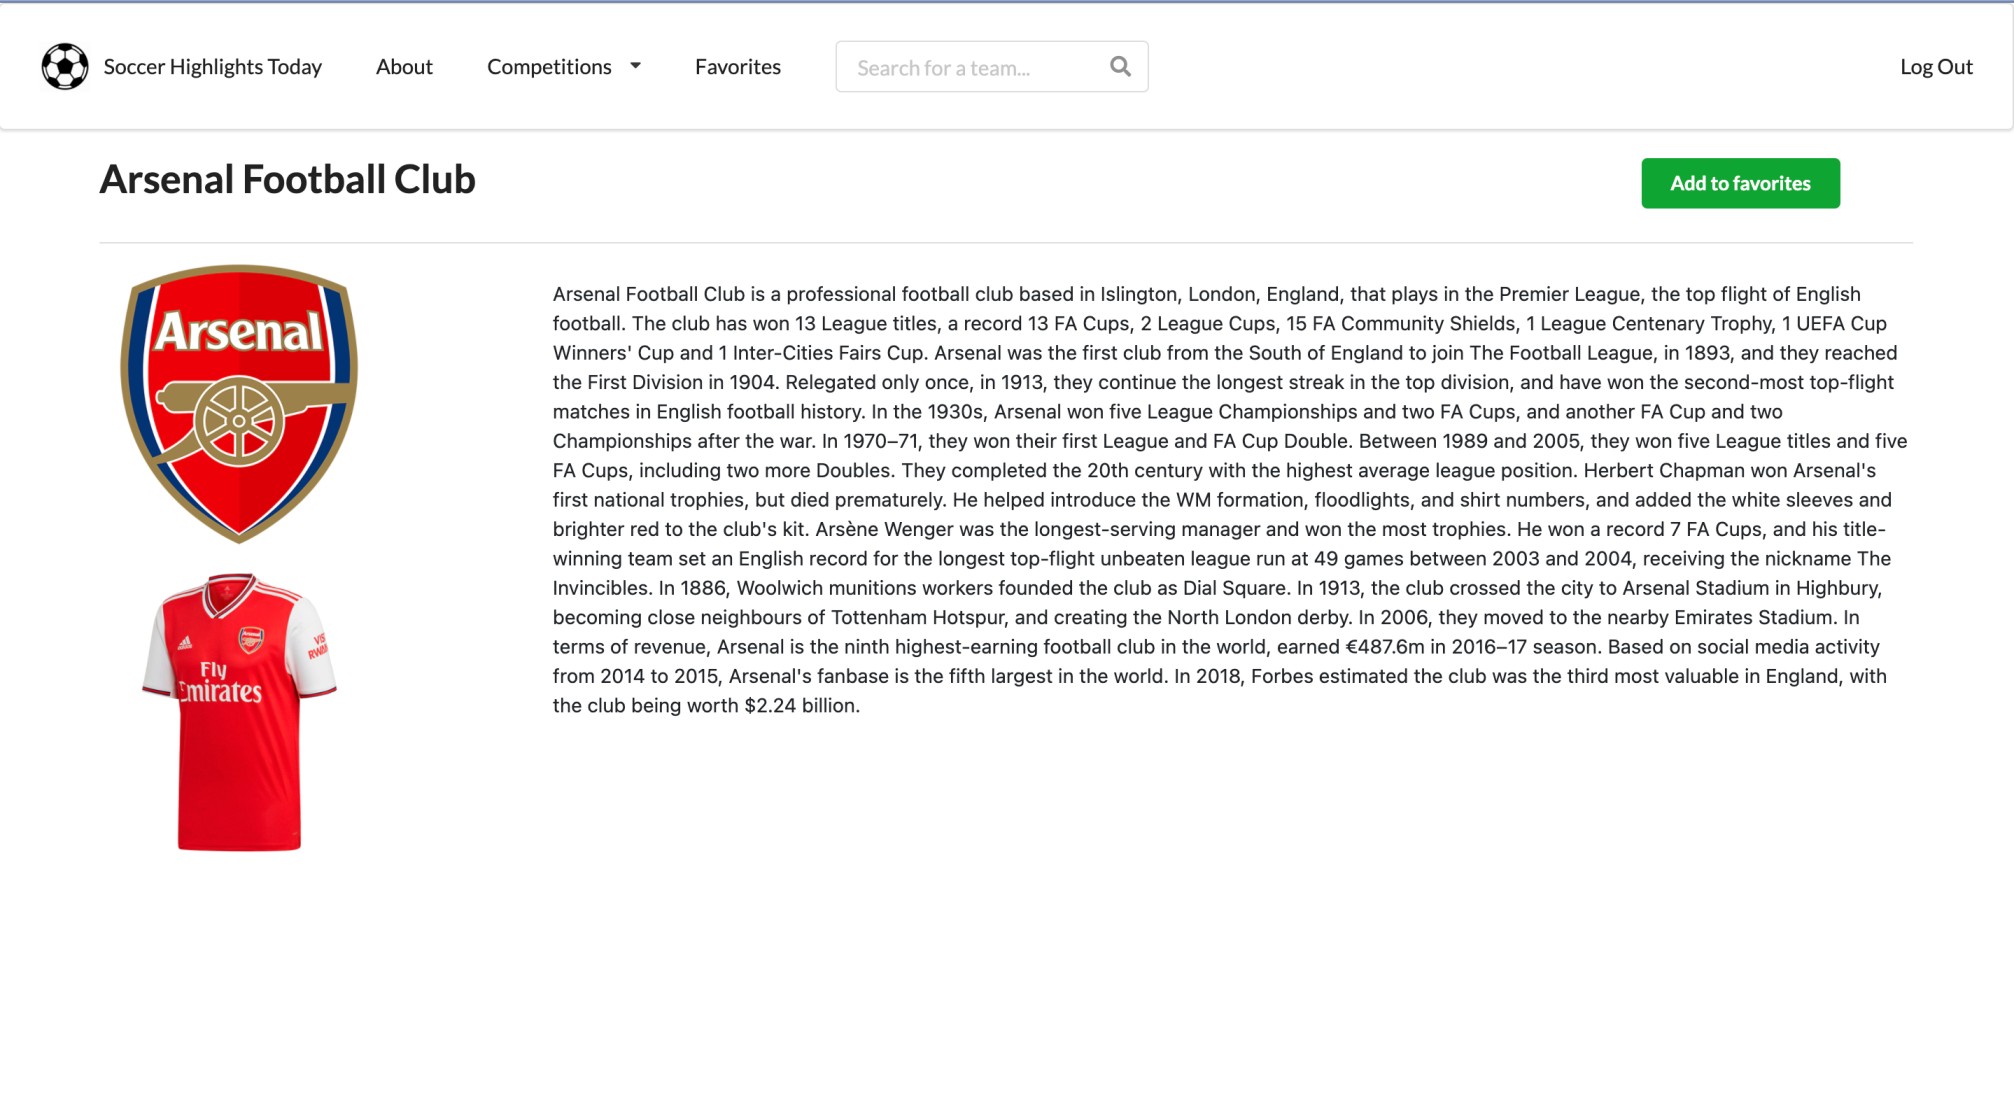 Soccer Highlights Today
About
Competitions
Favorites
Search for a team...
Log Out
Arsenal Football Club
Add to favorites
Arsenal
Arsenal Football Club is a professional football club based in Islington, London, England, that plays in the Premier League, the top flight of English
football. The club has won 13 League titles, a record 13 FA Cups, 2 League Cups, 15 FA Community Shields, 1 League Centenary Trophy, 1 UEFA Cup
Winners' Cup and 1 Inter-Cities Fairs Cup. Arsenal was the first club from the South of England to join The Football League, in 1893, and they reached
the First Division in 1904. Relegated only once, in 1913, they continue the longest streak in the top division, and have won the second-most top-flight
matches in English football history. In the 1930s, Arsenal won five League Championships and two FA Cups, and another FA Cup and two
Championships after the war. In 1970–71, they won their first League and FA Cup Double. Between 1989 and 2005, they won five League titles and five
FA Cups, including two more Doubles. They completed the 20th century with the highest average league position. Herbert Chapman won Arsenal's
first national trophies, but died prematurely. He helped introduce the WM formation, floodlights, and shirt numbers, and added the white sleeves and
brighter red to the club's kit. Arsène Wenger was the longest-serving manager and won the most trophies. He won a record 7 FA Cups, and his title-
winning team set an English record for the longest top-flight unbeaten league run at 49 games between 2003 and 2004, receiving the nickname The
Invincibles. In 1886, Woolwich munitions workers founded the club as Dial Square. In 1913, the club crossed the city to Arsenal Stadium in Highbury,
becoming close neighbours of Tottenham Hotspur, and creating the North London derby. In 2006, they moved to the nearby Emirates Stadium. In
terms of revenue, Arsenal is the ninth highest-earning football club in the world, earned €487.6m in 2016–17 season. Based on social media activity
from 2014 to 2015, Arsenal's fanbase is the fifth largest in the world. In 2018, Forbes estimated the club was the third most valuable in England, with
the club being worth $2.24 billion.
Arsenal
Fly
Emirates